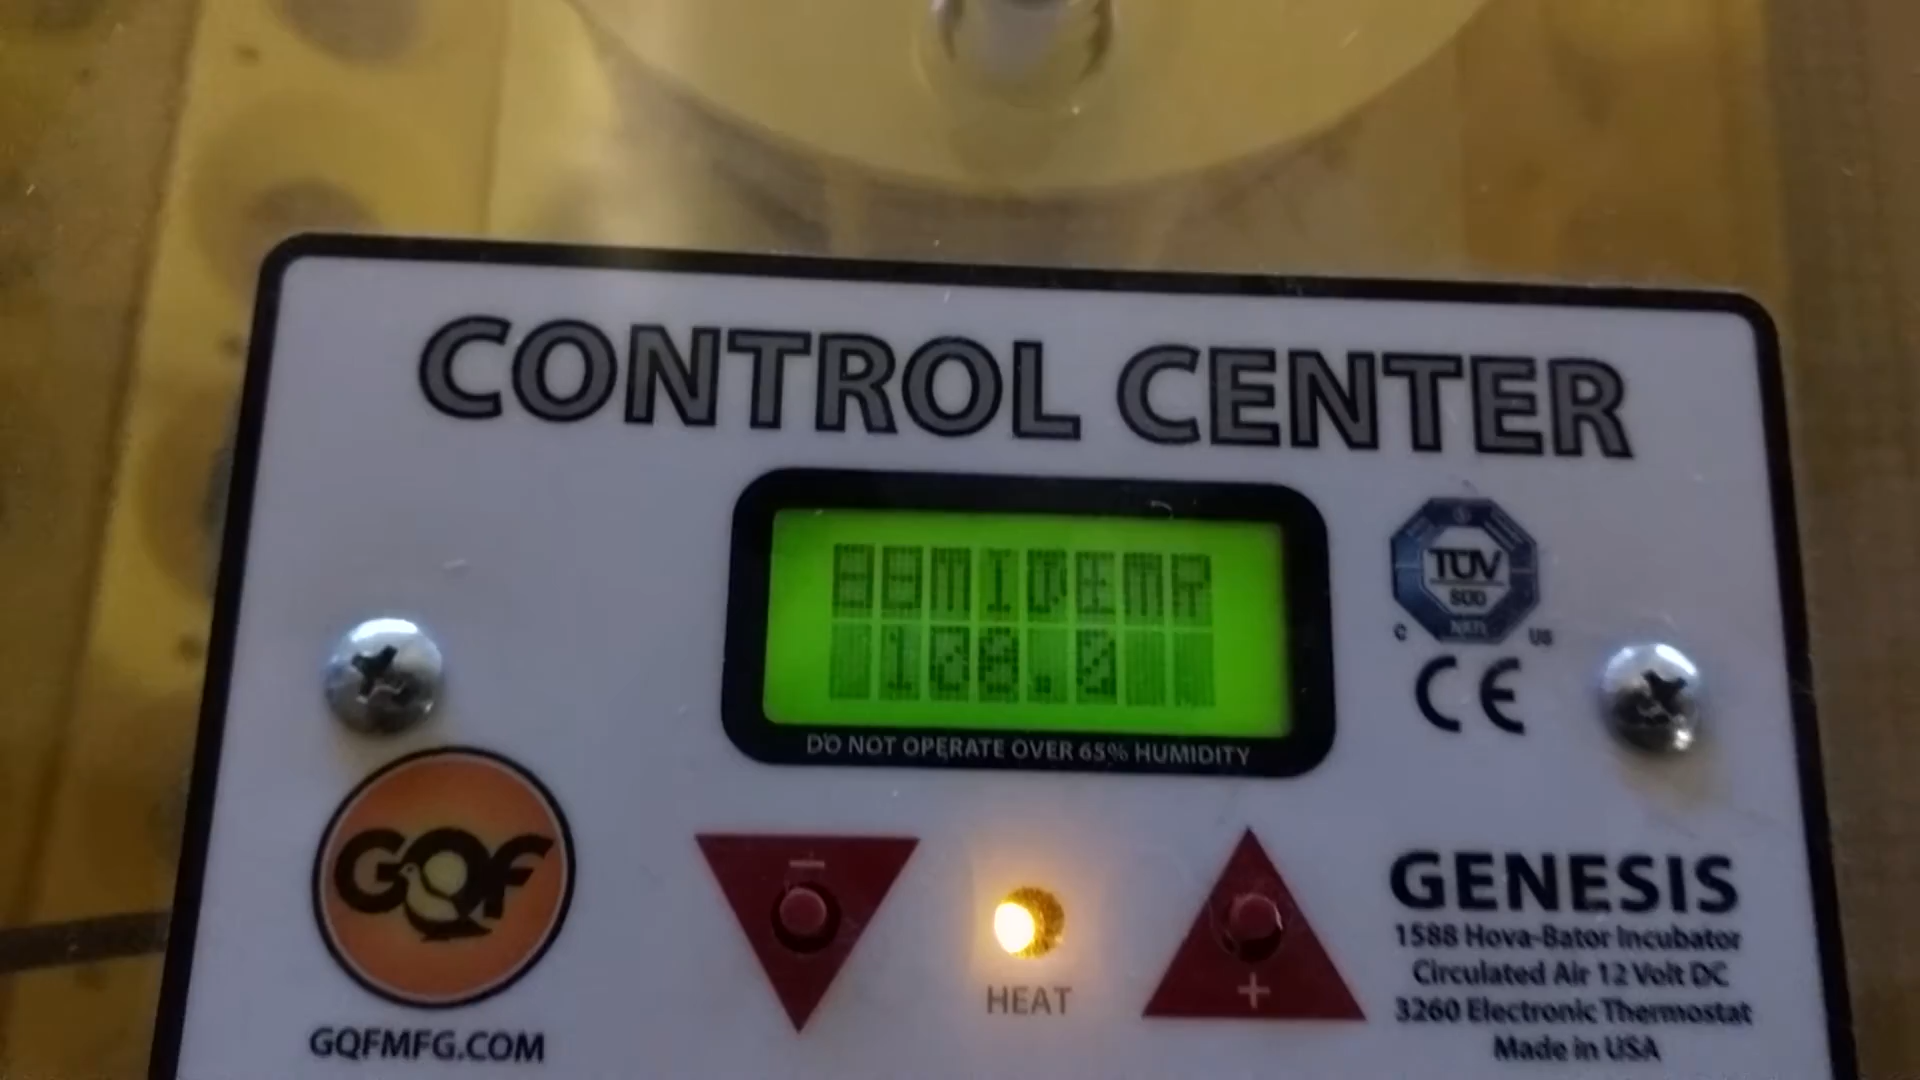 CONTROL CENTER
TÜV
DO NOT OPERATE OVER 65% HUMIDITY
C
US
CE
GQF
GQFMFG.COM
−
HEAT
+
GENESIS
1588 Hova-Bator Incubator
Circulated Air 12 Volt DC
3260 Electronic Thermostat
Made in USA